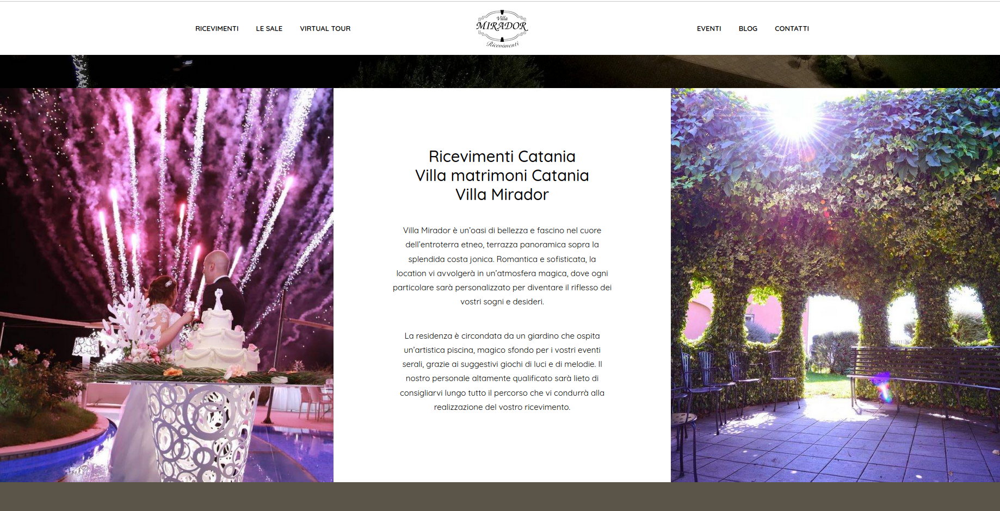 RICEVIMENTI
LE SALE
VIRTUAL TOUR
Villa
MIRADOR
Ricevimenti
EVENTI
BLOG
CONTATTI
Ricevimenti Catania
Villa matrimoni Catania
Villa Mirador
Villa Mirador è un’oasi di bellezza e fascino nel cuore
dell’entroterra etneo, terrazza panoramica sopra la
splendida costa jonica. Romantica e sofisticata, la
location vi avvolgerà in un’atmosfera magica, dove ogni
particolare sarà personalizzato per diventare il riflesso dei
vostri sogni e desideri.
La residenza è circondata da un giardino che ospita
un’artistica piscina, magico sfondo per i vostri eventi
serali, grazie ai suggestivi giochi di luci e di melodie. Il
nostro personale altamente qualificato sarà lieto di
consigliarvi lungo tutto il percorso che vi condurrà alla
realizzazione del vostro ricevimento.